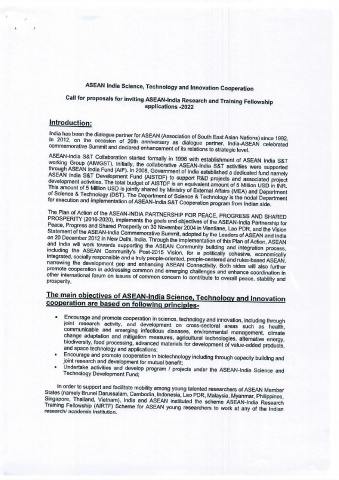 ASEAN India Science, Technology and Innovation Cooperation
Call for proposals for inviting ASEAN-India Research and Training Fellowship
applications -2022
Introduction:
India has been the dialogue partner for ASEAN (Association of South East Asian Nations) since 1992.
In 2012, on the occasion of 20th anniversary as dialogue partner, India-ASEAN celebrated
commemorative Summit and declared enhancement of its relations to strategic level.
ASEAN-India S&T Collaboration started formally in 1996 with establishment of ASEAN India S&T
working Group (AIWGST). Initially, the collaborative ASEAN-India S&T activities were supported
through ASEAN India Fund (AIF). In 2008, Government of India established a dedicated fund namely
ASEAN India S&T Development Fund (AISTDF) to support R&D projects and associated project
development activities. The total budget of AISTDF is an equivalent amount of 5 Million USD in INR.
This amount of 5 Million USD is jointly shared by Ministry of External Affairs (MEA) and Department
of Science & Technology (DST). The Department of Science & Technology is the nodal Department
for execution and implementation of ASEAN-India S&T Cooperation program from Indian side.
The Plan of Action of the ASEAN-INDIA PARTNERSHIP FOR PEACE, PROGRESS AND SHARED
PROSPERITY (2016-2020), implements the goals and objectives of the ASEAN-India Partnership for
Peace, Progress and Shared Prosperity on 30 November 2004 in Vientiane, Lao PDR, and the Vision
Statement of the ASEAN-India Commemorative Summit, adopted by the Leaders of ASEAN and India
on 20 December 2012 in New Delhi, India. Through the implementation of this Plan of Action, ASEAN
and India will work towards supporting the ASEAN Community building and integration process,
including the ASEAN Community's Post-2015 Vision, for a politically cohesive, economically
integrated, socially responsible and a truly people-oriented, people-centered and rules-based ASEAN,
narrowing the development gap and enhancing ASEAN Connectivity. Both sides will also further
promote cooperation in addressing common and emerging challenges and enhance coordination in
other international forum on issues of common concern to contribute to overall peace, stability and
prosperity.
The main objectives of ASEAN-India Science, Technology and Innovation
cooperation are based on following principles-
• Encourage and promote cooperation in science, technology and innovation, including through
joint research activity, and development on cross-sectoral areas such as health,
communicable and emerging infectious diseases, environmental management, climate
change adaptation and mitigation measures, agricultural technologies, alternative energy,
biodiversity, food processing, advanced materials for development of value-added products,
and space technology and applications;
• Encourage and promote cooperation in biotechnology including through capacity building and
joint research and development for mutual benefit;
• Undertake activities and develop program / projects under the ASEAN-India Science and
Technology Development Fund;
In order to support and facilitate mobility among young talented researchers of ASEAN Member
States (namely Brunei Darussalam, Cambodia, Indonesia, Lao PDR, Malaysia, Myanmar, Philippines,
Singapore, Thailand, Vietnam), India and ASEAN instituted the scheme ASEAN-India Research
Training Fellowship (AIRTF) Scheme for ASEAN young researchers to work at any of the Indian
research/ academic institution.